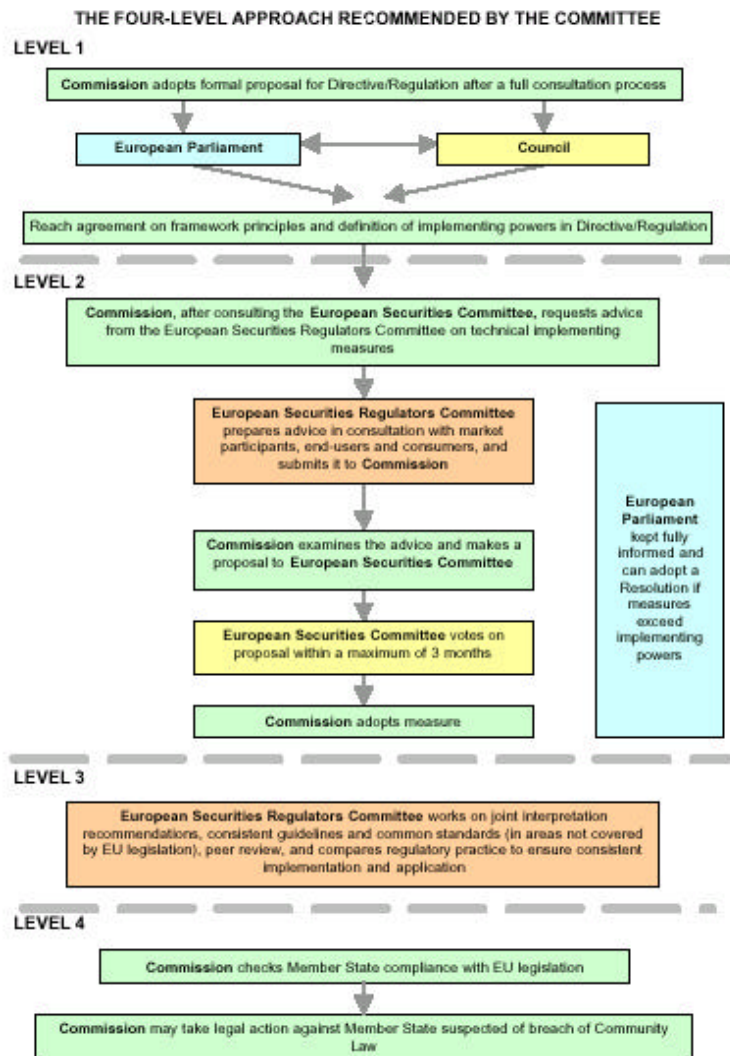 THE FOUR-LEVEL APPROACH RECOMMENDED BY THE COMMITTEE
LEVEL 1
Commission adopts formal proposal for Directive/Regulation after a full consultation process
European Parliament
Council
Reach agreement on framework principles and definition of implementing powers in Directive/Regulation
LEVEL 2
Commission, after consulting the European Securities Committee, requests advice
from the European Securities Regulators Committee on technical implementing
measures
European Securities Regulators Committee
prepares advice in consultation with market
participants, end-users and consumers, and
submits it to Commission
Commission examines the advice and makes a
proposal to European Securities Committee
European Securities Committee votes on
proposal within a maximum of 3 months
Commission adopts measure
European
Parliament
kept fully
informed and
can adopt a
Resolution if
measures
exceed
implementing
powers
LEVEL 3
European Securities Regulators Committee works on joint interpretation
recommendations, consistent guidelines and common standards (in areas not covered
by EU legislation), peer review, and compares regulatory practice to ensure consistent
implementation and application
LEVEL 4
Commission checks Member State compliance with EU legislation
Commission may take legal action against Member State suspected of breach of Community
Law